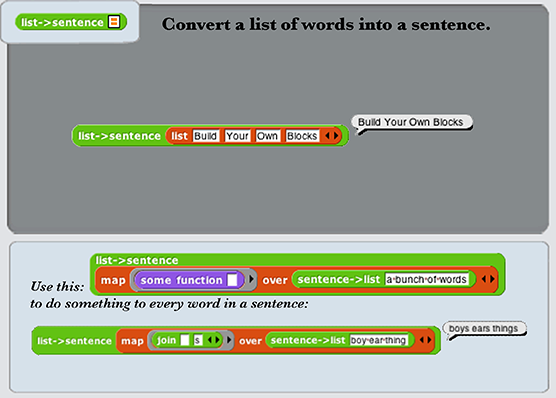 list->sentence
Convert a list of words into a sentence.
list->sentence list Build Your Own Blocks
Build Your Own Blocks
list->sentence
Use this: map some function over sentence->list a·bunch·of·words
to do something to every word in a sentence:
list->sentence map join s over sentence->list boy·ear·thing
boys ears things